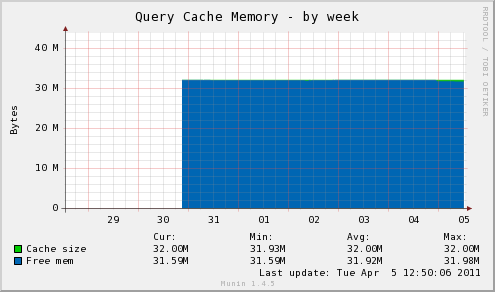 Query Cache Memory - by week
RRDTOOL / TOBI OETIKER
Bytes
40 M
30 M
20 M
10 M
0
29 30 31 01 02 03 04 05
Cur: Min: Avg: Max:
Cache size 32.00M 31.93M 32.00M 32.00M
Free mem 31.59M 31.59M 31.92M 31.98M
Last update: Tue Apr 5 12:50:06 2011
Munin 1.4.5